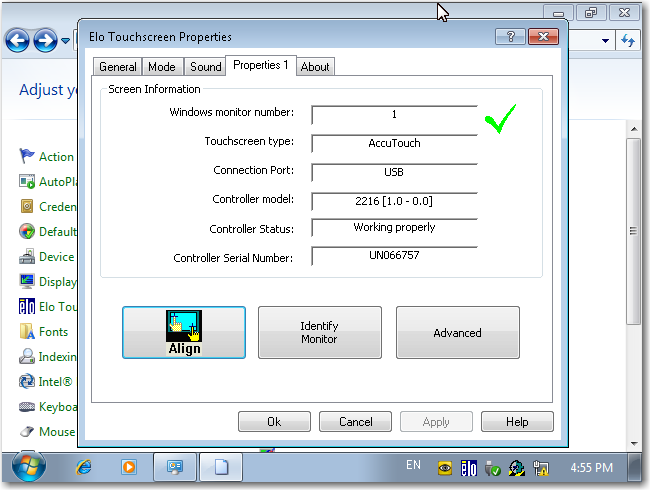 Elo Touchscreen Properties
?
General Mode Sound Properties 1 About
Adjust y
Screen Information
Windows monitor number: 1
Touchscreen type: AccuTouch
Connection Port: USB
Controller model: 2216 [1.0 - 0.0]
Controller Status: Working properly
Controller Serial Number: UN066757
Action
AutoPla
Creden
Default
Device
Display
elo Elo Tou
Fonts
Indexin
Intel®
Keyboa
Mouse
Align
Identify
Monitor
Advanced
Ok Cancel Apply Help
EN elo 4:55 PM